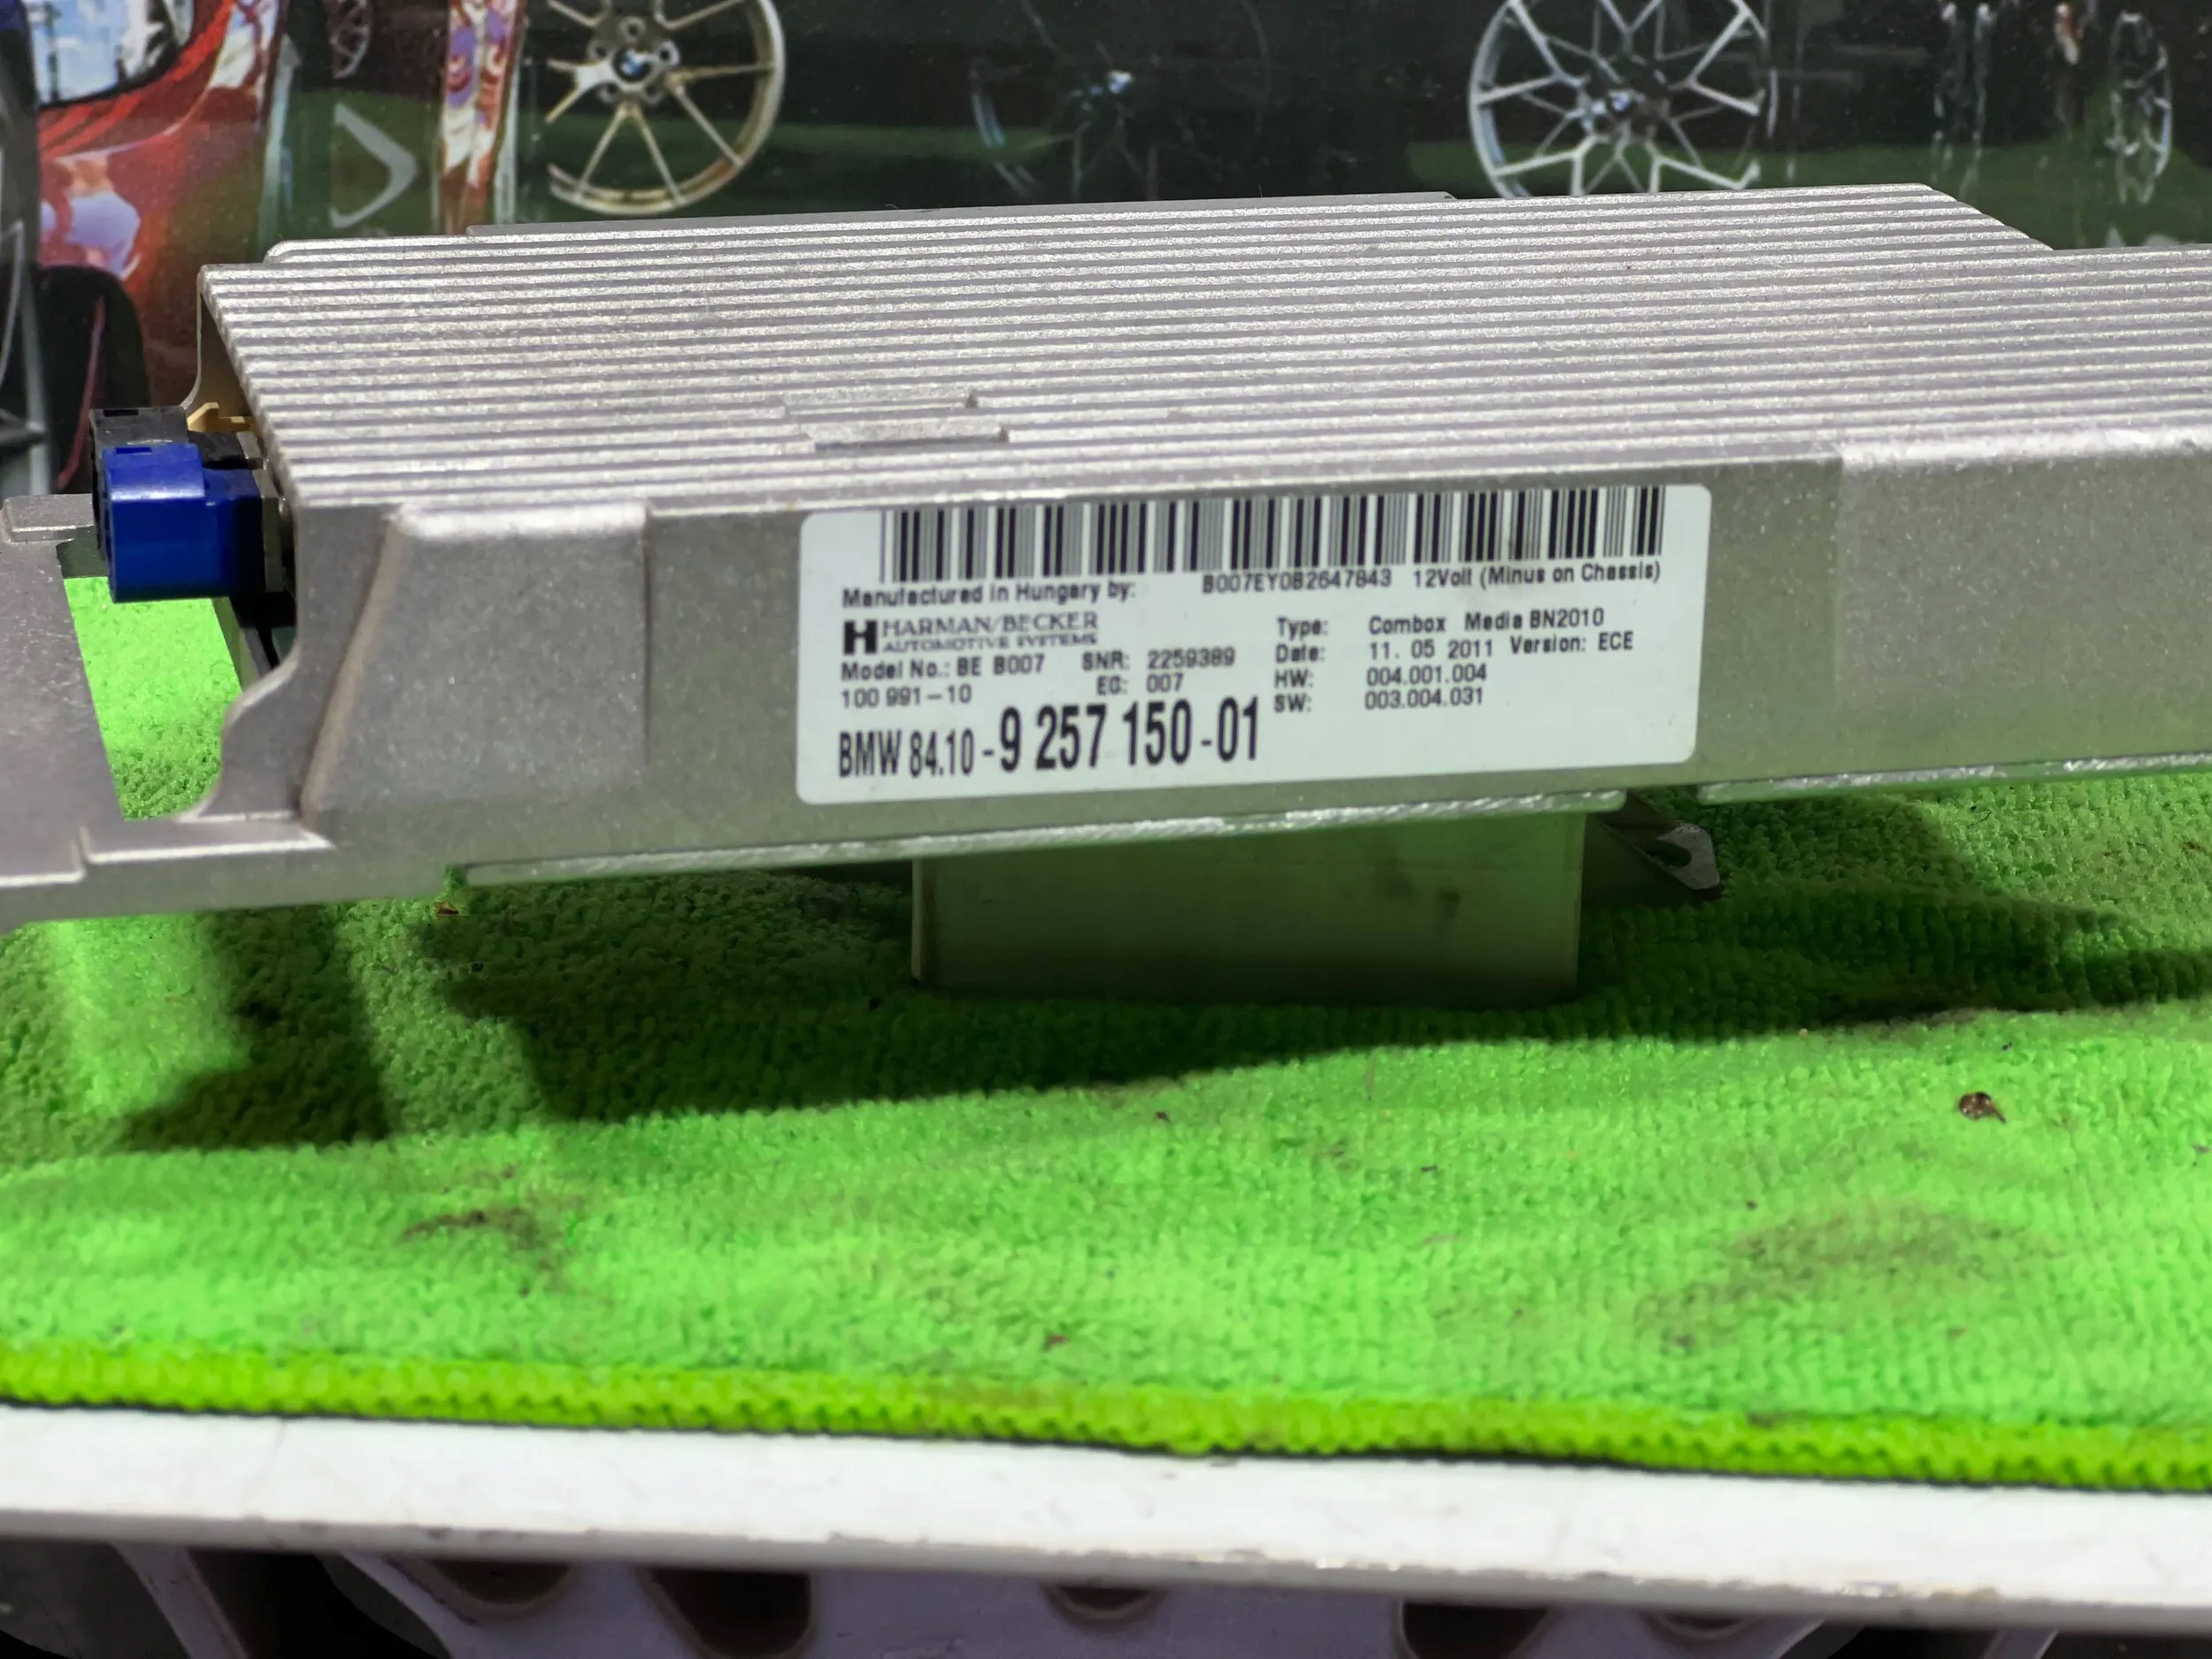 Manufactured in Hungary by: B007EY0B2647843 12Volt (Minus on Chassis)
HARMAN/BECKER
AUTOMOTIVE SYSTEMS
Type: Combox Media BN2010
Model No.: BE B007 SNR: 2259389 Date: 11. 05 2011 Version: ECE
100 991-10 EC: 007 HW: 004.001.004
SW: 003.004.031
BMW 84.10-9 257 150-01